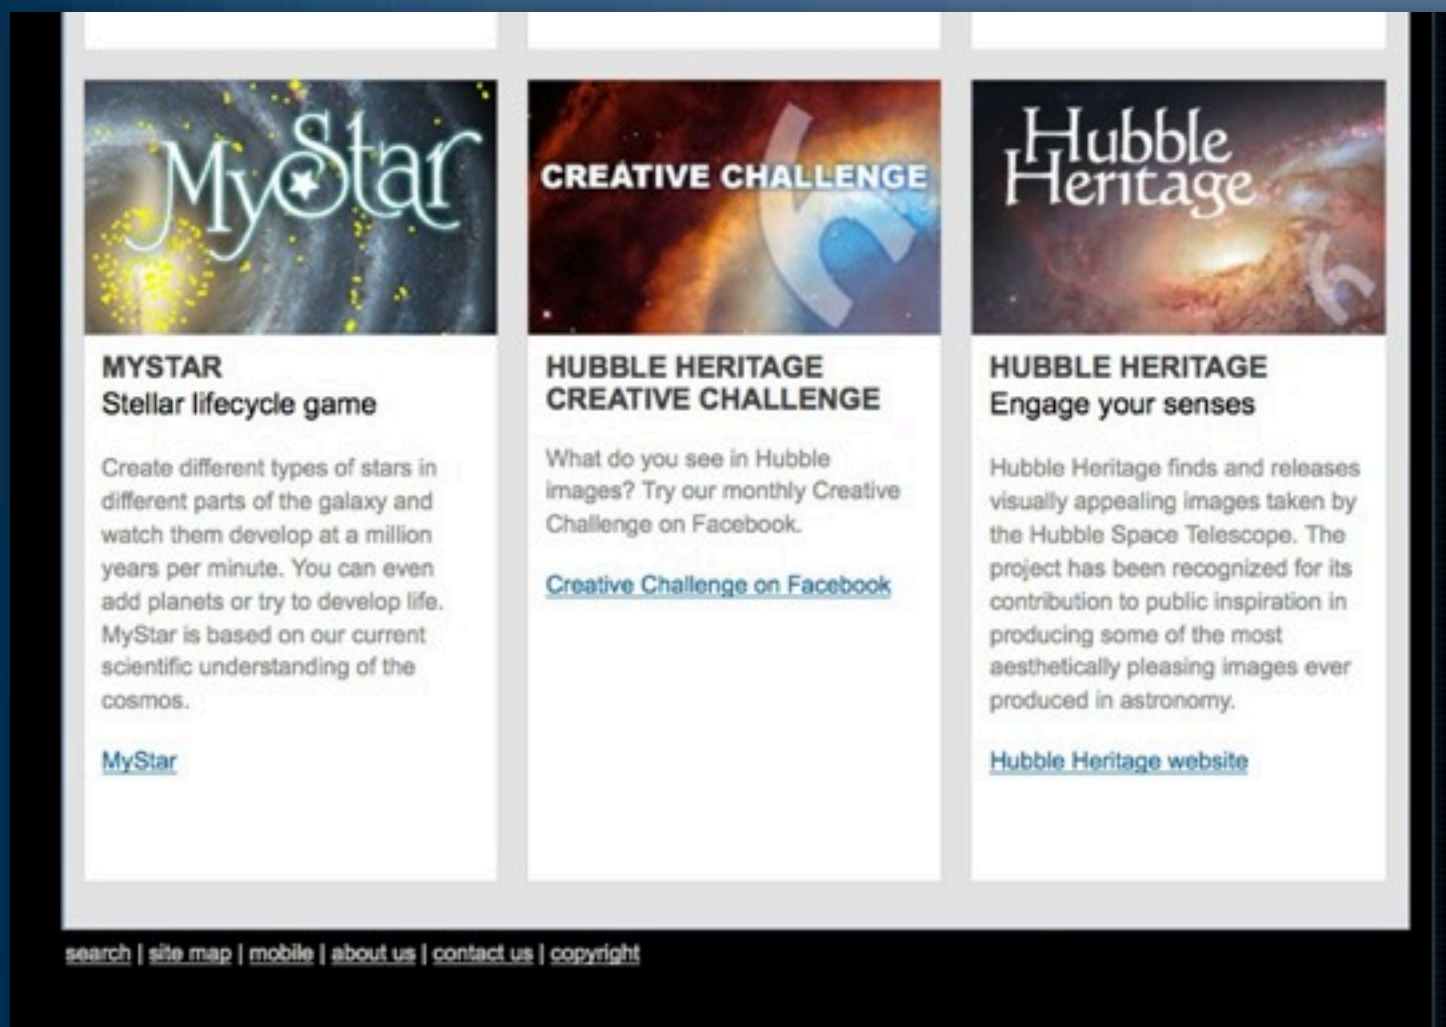 MyStar
MYSTAR
Stellar lifecycle game
Create different types of stars in
different parts of the galaxy and
watch them develop at a million
years per minute. You can even
add planets or try to develop life.
MyStar is based on our current
scientific understanding of the
cosmos.
MyStar
CREATIVE CHALLENGE
HUBBLE HERITAGE
CREATIVE CHALLENGE
What do you see in Hubble
images? Try our monthly Creative
Challenge on Facebook.
Creative Challenge on Facebook
Hubble
Heritage
HUBBLE HERITAGE
Engage your senses
Hubble Heritage finds and releases
visually appealing images taken by
the Hubble Space Telescope. The
project has been recognized for its
contribution to public inspiration in
producing some of the most
aesthetically pleasing images ever
produced in astronomy.
Hubble Heritage website
search | site map | mobile | about us | contact us | copyright